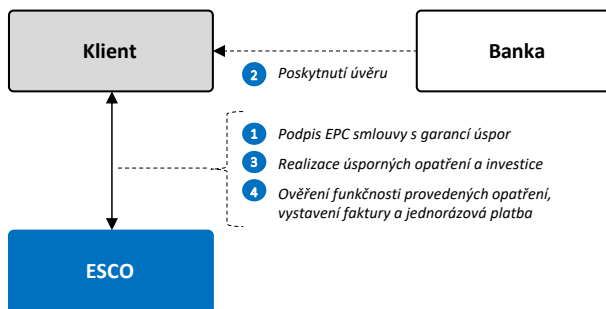 Klient
Banka
2 Poskytnutí úvěru
1 Podpis EPC smlouvy s garancí úspor
3 Realizace úsporných opatření a investice
4 Ověření funkčnosti provedených opatření,
vystavení faktury a jednorázová platba
ESCO